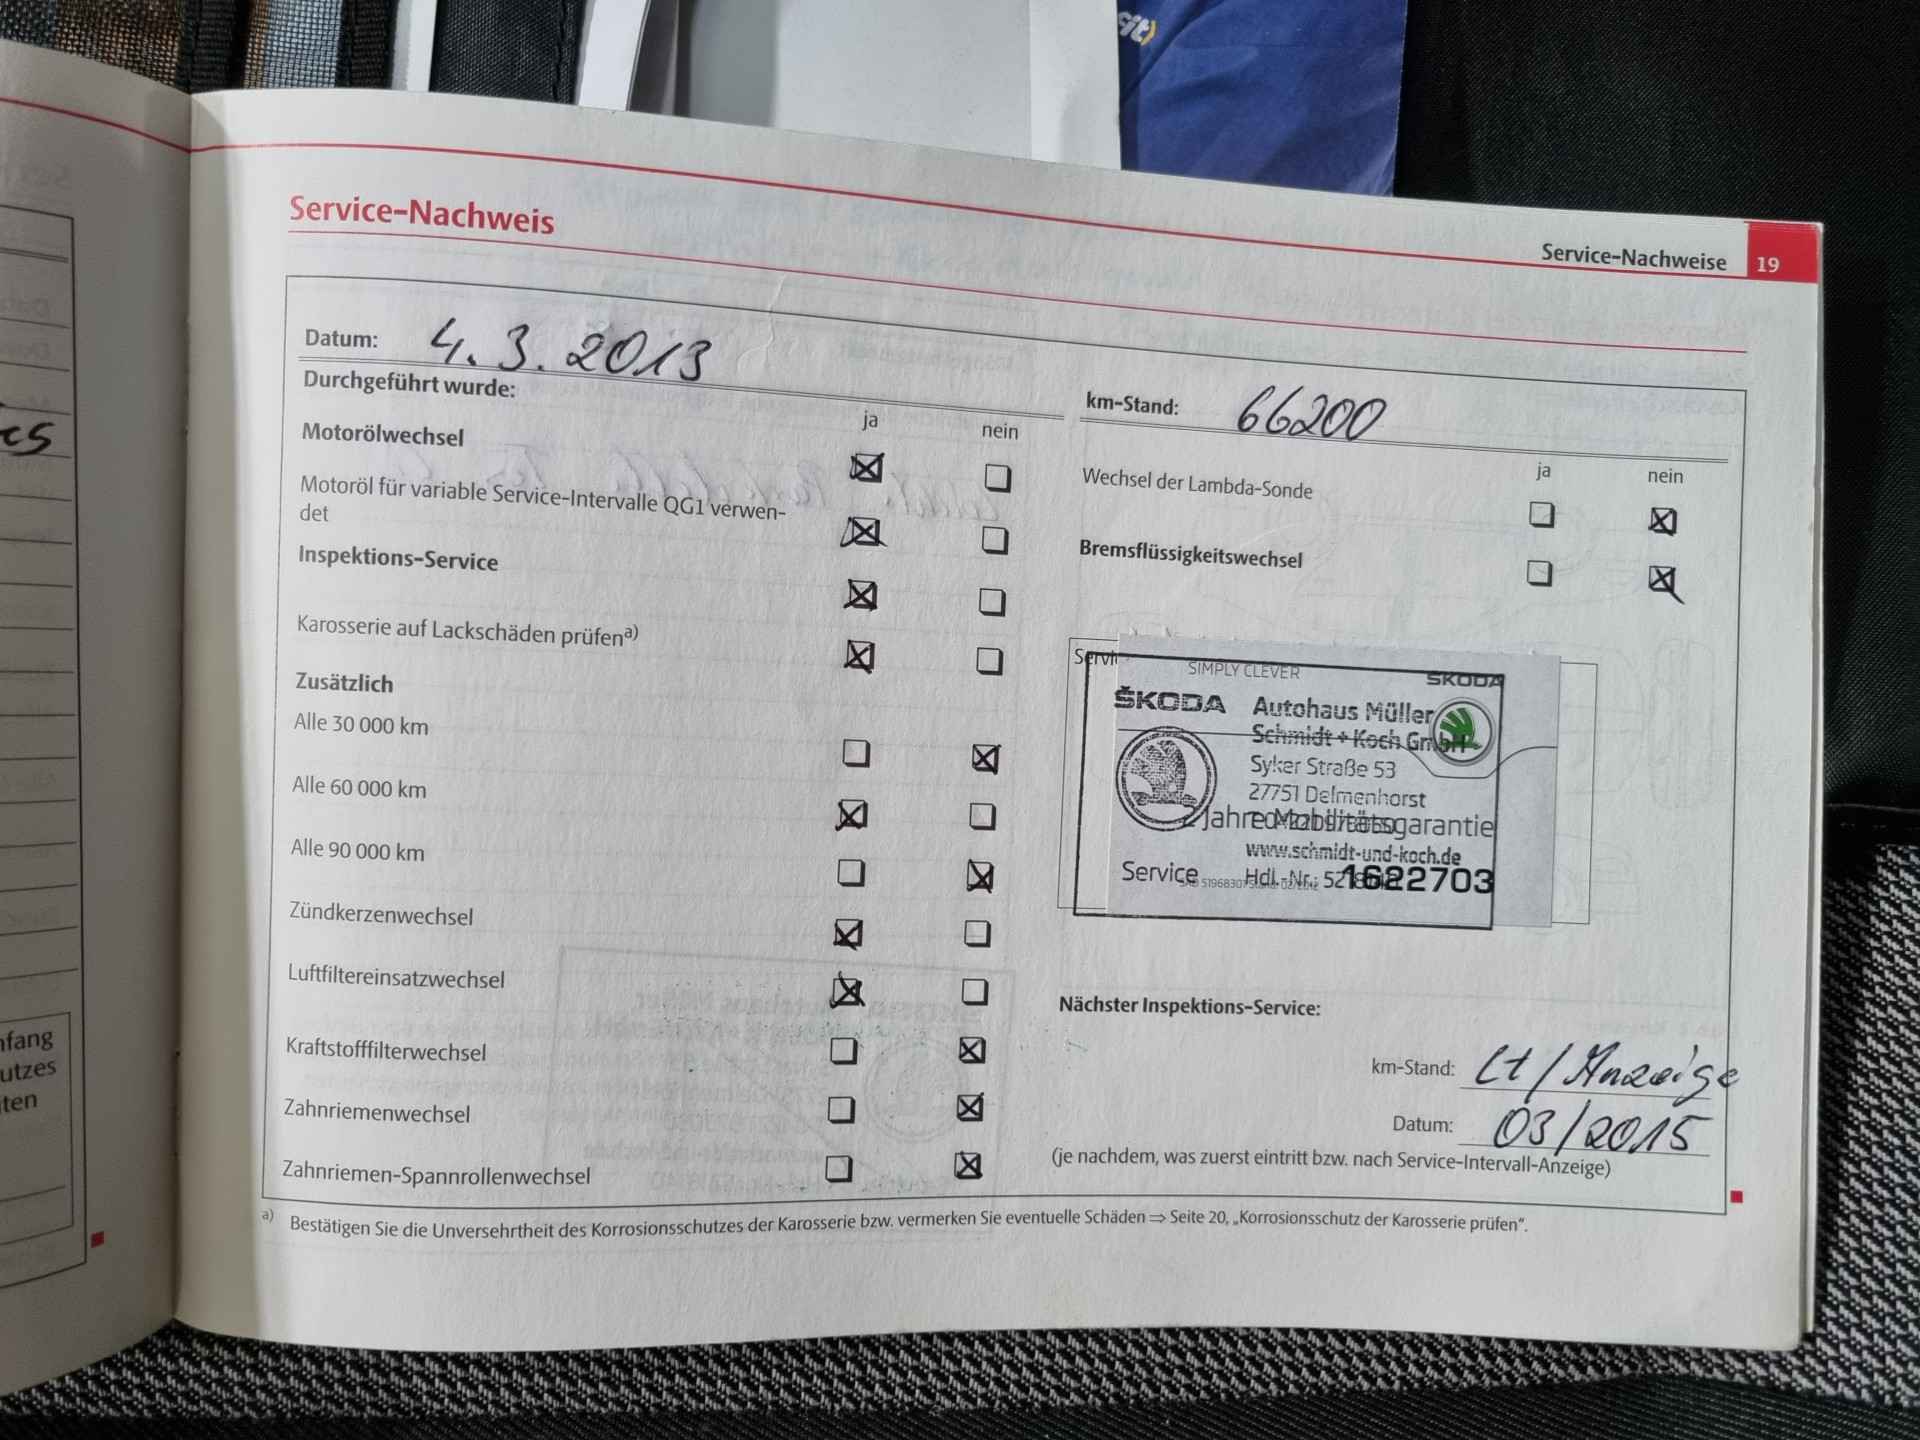 Service-Nachweis
Service-Nachweise 19
Datum: 4.3.2013
Durchgeführt wurde:
ja nein
Motorölwechsel
Motoröl für variable Service-Intervalle QG1 verwen-
det
Inspektions-Service
Karosserie auf Lackschäden prüfen a)
Zusätzlich
Alle 30 000 km
Alle 60 000 km
Alle 90 000 km
Zündkerzenwechsel
Luftfiltereinsatzwechsel
Kraftstofffilterwechsel
Zahnriemenwechsel
Zahnriemen-Spannrollenwechsel
km-Stand: 66200
ja nein
Wechsel der Lambda-Sonde
Bremsflüssigkeitswechsel
SIMPLY CLEVER
ŠKODA
ŠKODA Autohaus Müller
Schmidt + Koch GmbH
Syker Straße 53
27751 Delmenhorst
2 Jahre Mobilitätsgarantie
www.schmidt-und-koch.de
Service Hdl.-Nr.: 1622703
Nächster Inspektions-Service:
km-Stand: Lt/Anzeige
Datum: 03/2015
(je nachdem, was zuerst eintritt bzw. nach Service-Intervall-Anzeige)
a) Bestätigen Sie die Unversehrtheit des Korrosionsschutzes der Karosserie bzw. vermerken Sie eventuelle Schäden ⇒ Seite 20, „Korrosionsschutz der Karosserie prüfen“.